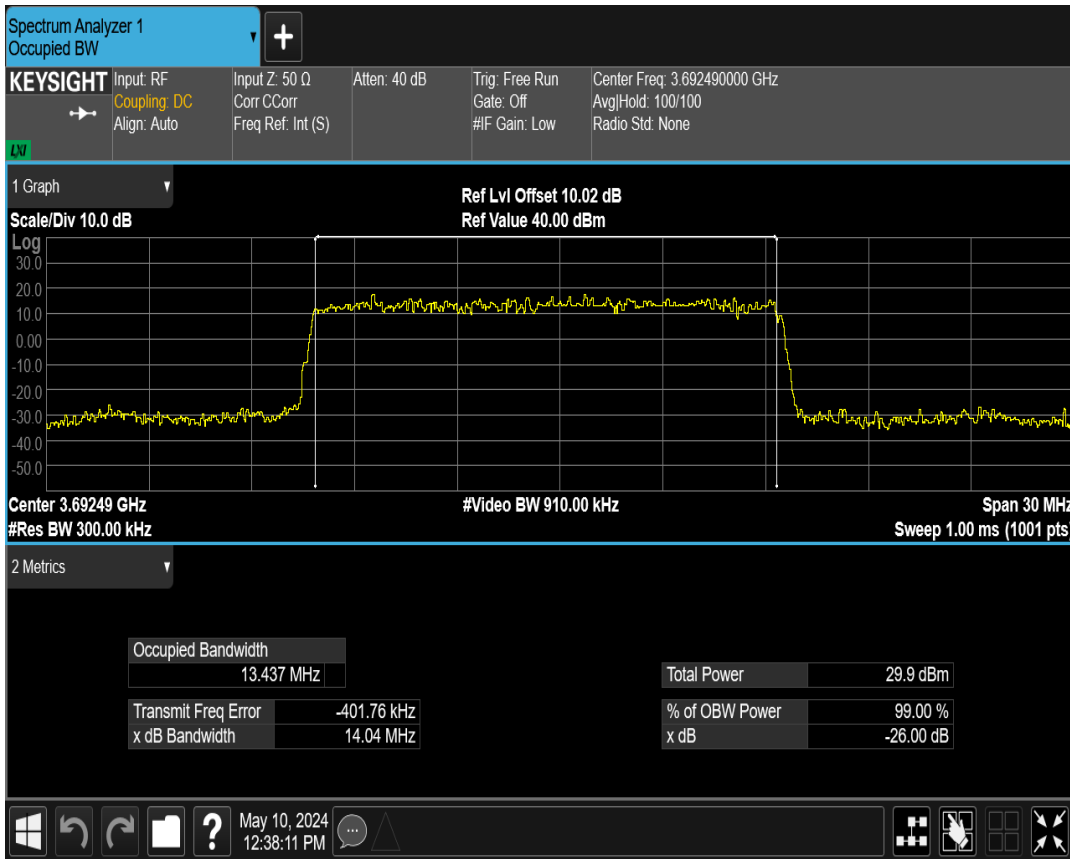 Spectrum Analyzer 1
Occupied BW
KEYSIGHT
LXI
Input: RF
Coupling: DC
Align: Auto
Input Z: 50 Ω
Corr CCorr
Freq Ref: Int (S)
Atten: 40 dB
Trig: Free Run
Gate: Off
#IF Gain: Low
Center Freq: 3.692490000 GHz
Avg|Hold: 100/100
Radio Std: None
1 Graph
Scale/Div 10.0 dB
Ref Lvl Offset 10.02 dB
Ref Value 40.00 dBm
Log
30.0
20.0
10.0
0.00
-10.0
-20.0
-30.0
-40.0
-50.0
Center 3.69249 GHz
#Video BW 910.00 kHz
Span 30 MHz
#Res BW 300.00 kHz
Sweep 1.00 ms (1001 pts)
2 Metrics
Occupied Bandwidth
13.437 MHz
Total Power 29.9 dBm
Transmit Freq Error -401.76 kHz
% of OBW Power 99.00 %
x dB Bandwidth 14.04 MHz
x dB -26.00 dB
May 10, 2024
12:38:11 PM